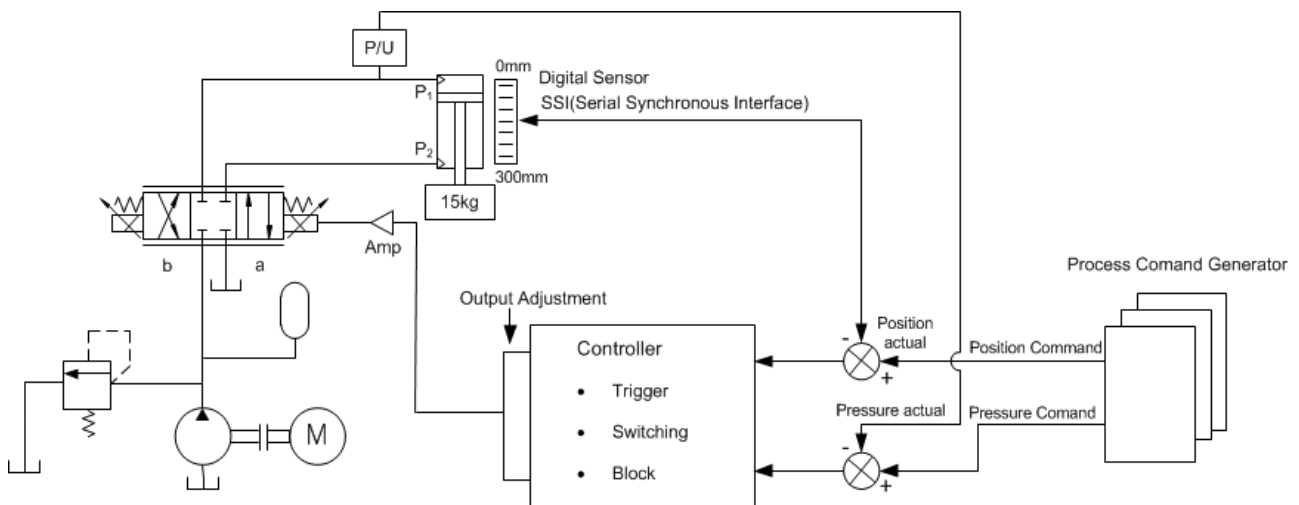 P/U
0mm
Digital Sensor
SSI(Serial Synchronous Interface)
P₁
P₂
300mm
15kg
Amp
b
a
Process Comand Generator
Output Adjustment
Position
actual
Position Command
Controller
- +
• Trigger
Pressure actual
Pressure Comand
M
• Switching
- +
• Block